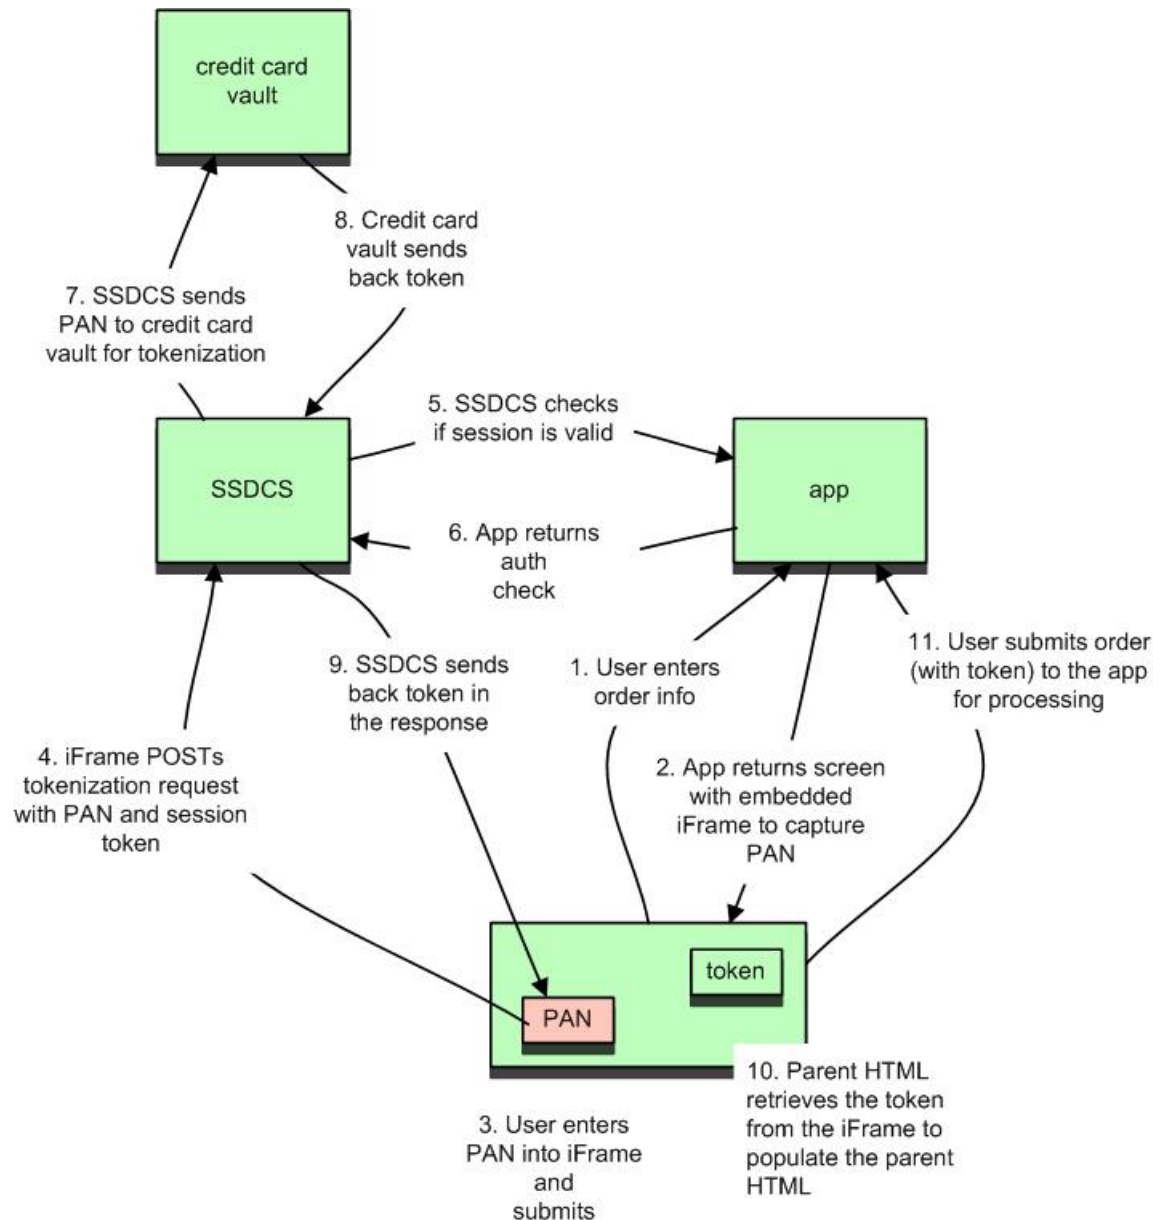 credit card
vault
8. Credit card
vault sends
back token
7. SSDCS sends
PAN to credit card
vault for tokenization
5. SSDCS checks
if session is valid
SSDCS
app
6. App returns
auth
check
9. SSDCS sends
back token in
the response
1. User enters
order info
11. User submits order
(with token) to the app
for processing
4. iFrame POSTs
tokenization request
with PAN and session
token
2. App returns screen
with embedded
iFrame to capture
PAN
token
PAN
10. Parent HTML
retrieves the token
from the iFrame to
populate the parent
HTML
3. User enters
PAN into iFrame
and
submits